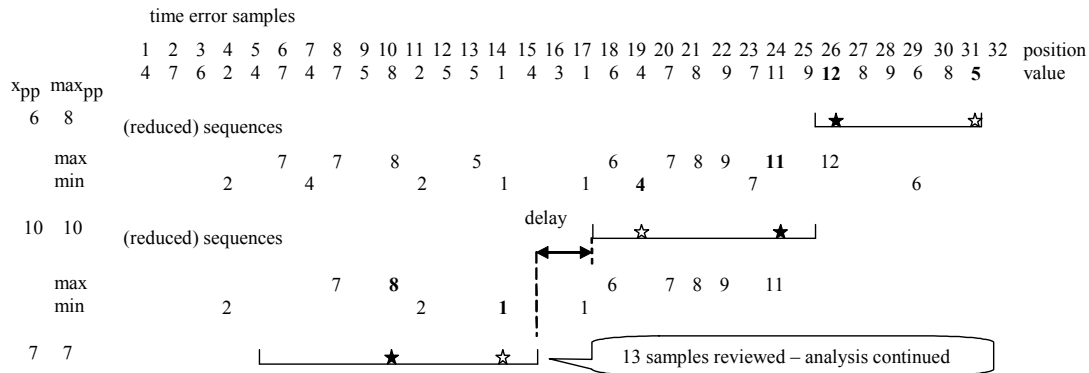 time error samples
1 2 3 4 5 6 7 8 9 10 11 12 13 14 15 16 17 18 19 20 21 22 23 24 25 26 27 28 29 30 31 32 position
4 7 6 2 4 7 4 7 5 8 2 5 5 1 4 3 1 6 4 7 8 9 7 11 9 12 8 9 6 8 5 value
xpp maxpp
6 8 (reduced) sequences
max 7 7 8 5 6 7 8 9 11 12
min 2 4 2 1 1 4 7 6
10 10 (reduced) sequences
delay
max 7 8 6 7 8 9 11
min 2 2 1 1
7 7
13 samples reviewed – analysis continued